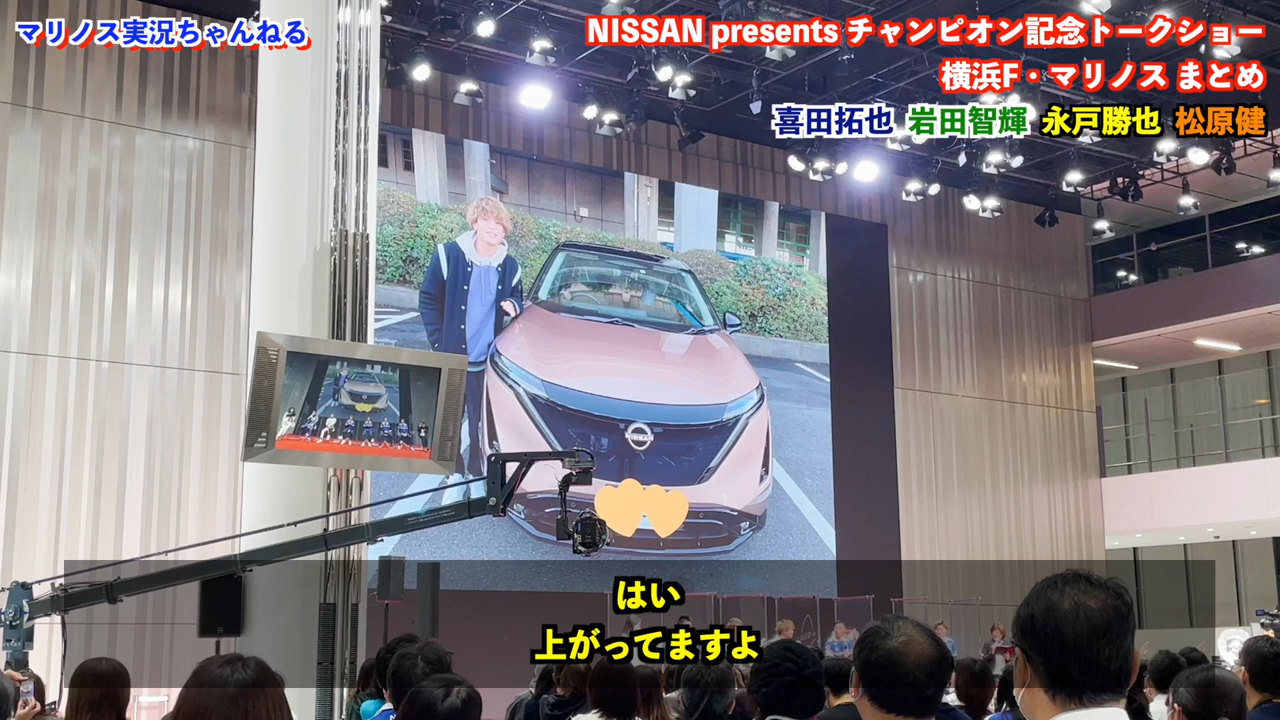 マリノス実況ちゃんねる
NISSAN presents チャンピオン記念トークショー
横浜F・マリノス まとめ
喜田拓也 岩田智輝 永戸勝也 松原健
NISSAN
はい
上がってますよ